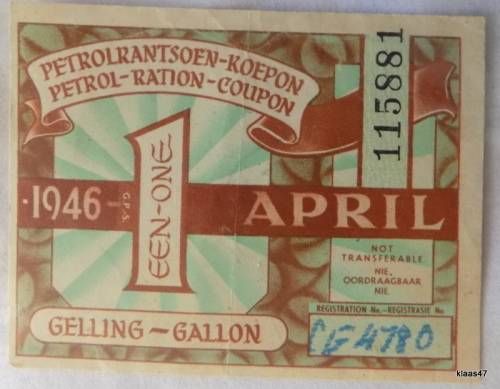 PETROLRANTSOEN-KOEPON
PETROL-RATION-COUPON
115881
·1946-
G.P.S.
1
EEN-ONE
APRIL
NOT
TRANSFERABLE
NIE
OORDRAAGBAAR
NIE.
REGISTRATION No.—REGISTRASIE No.
GELLING~GALLON
CF 4780
klaas47